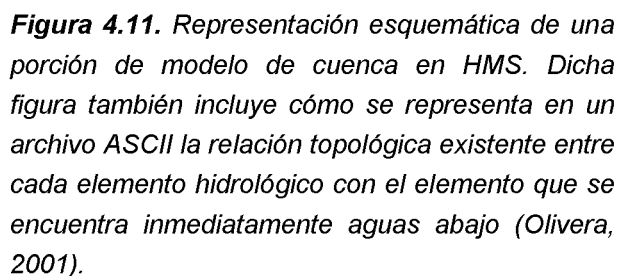 Figura 4.11. Representación esquemática de una
porción de modelo de cuenca en HMS. Dicha
figura también incluye cómo se representa en un
archivo ASCII la relación topológica existente entre
cada elemento hidrológico con el elemento que se
encuentra inmediatamente aguas abajo (Olivera,
2001).